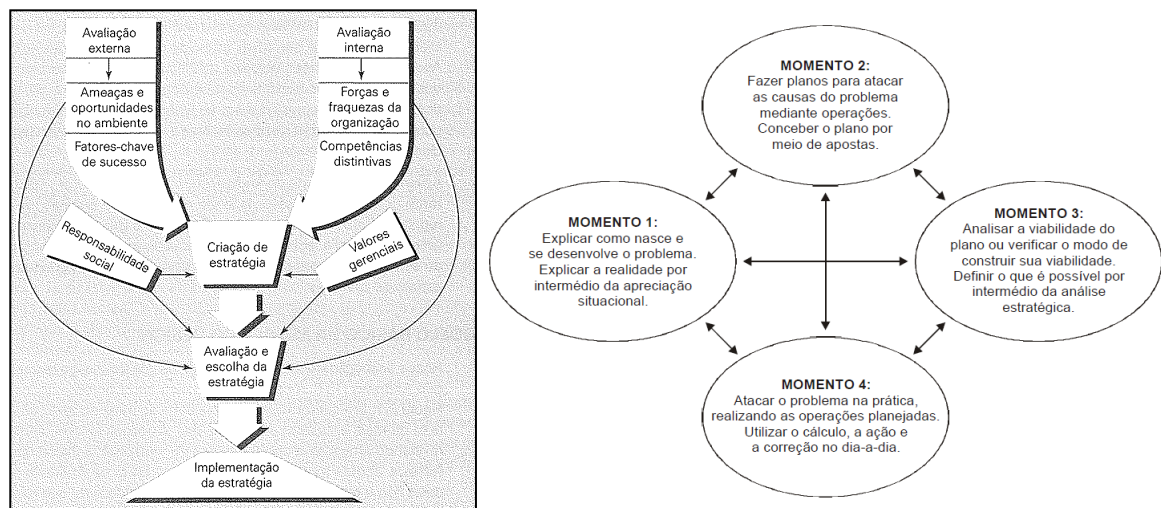 Avaliação
externa
Ameaças e
oportunidades
no ambiente
Fatores-chave
de sucesso
Avaliação
interna
Forças e
fraquezas da
organização
Competências
distintivas
Responsabilidade
social
Criação de
estratégia
Valores
gerenciais
Avaliação e
escolha da
estratégia
Implementação
da estratégia
MOMENTO 2:
Fazer planos para atacar
as causas do problema
mediante operações.
Conceber o plano por
meio de apostas.
MOMENTO 1:
Explicar como nasce e
se desenvolve o problema.
Explicar a realidade por
intermédio da apreciação
situacional.
MOMENTO 3:
Analisar a viabilidade do
plano ou verificar o modo de
construir sua viabilidade.
Definir o que é possível por
intermédio da análise
estratégica.
MOMENTO 4:
Atacar o problema na prática,
realizando as operações planejadas.
Utilizar o cálculo, a ação e
a correção no dia-a-dia.